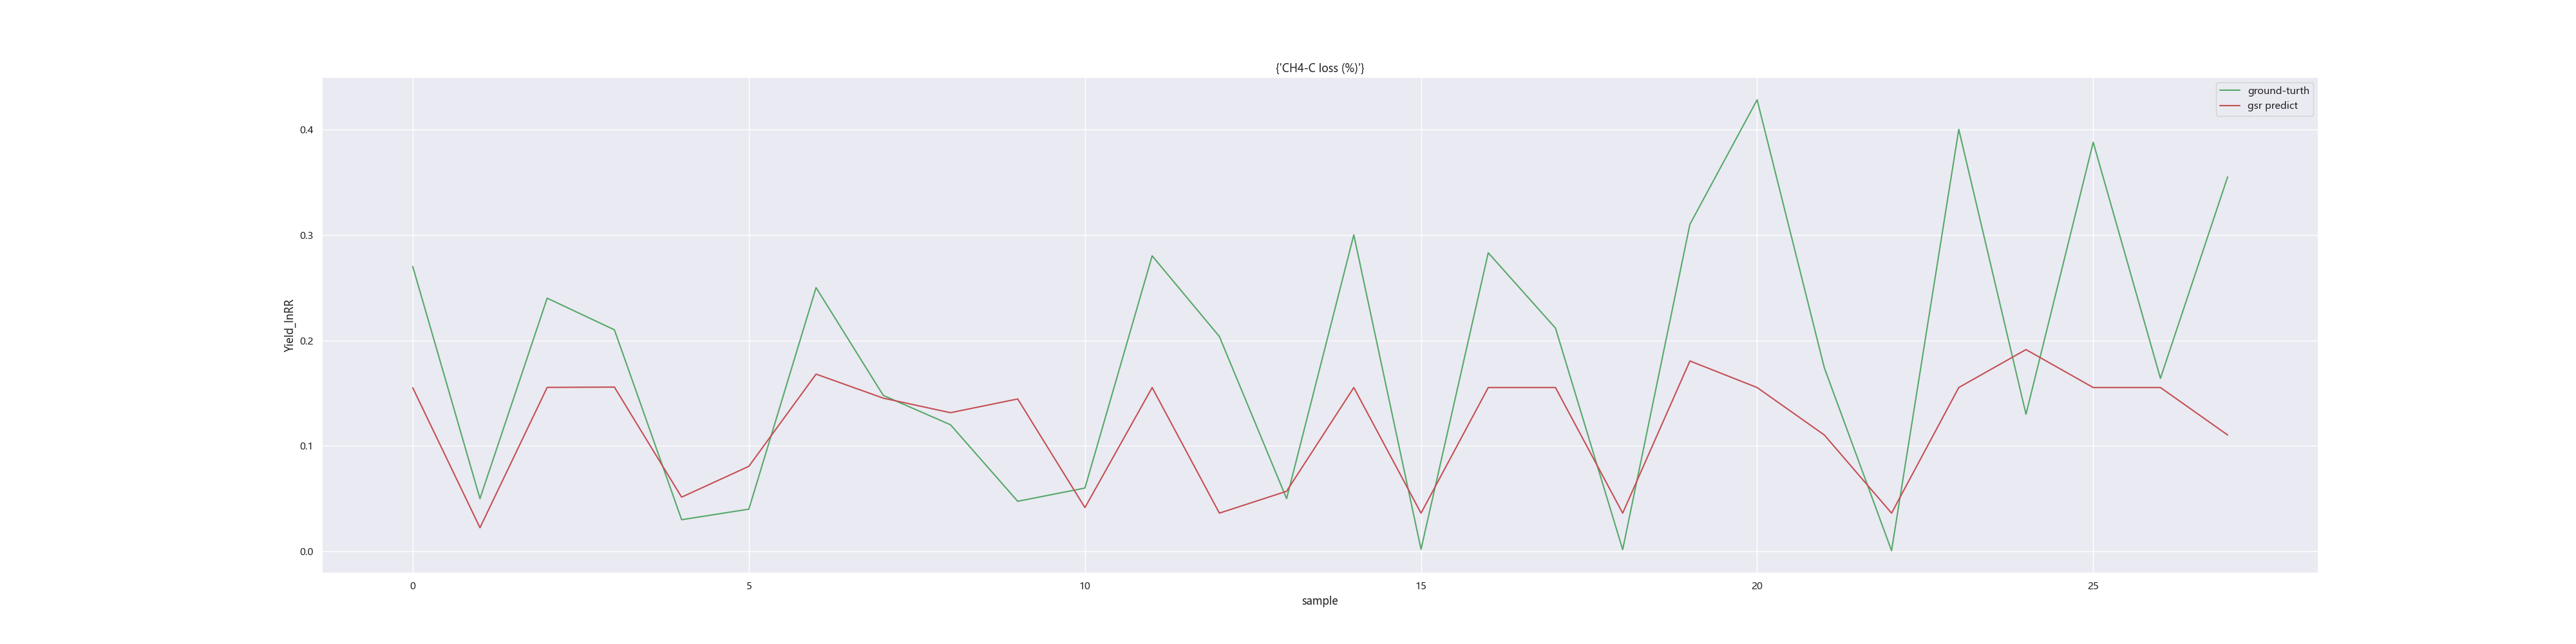 {'CH4-C loss (%)'}
ground-turth
gsr predict
Yield_lnRR
0.4
0.3
0.2
0.1
0.0
0
5
10
15
20
25
sample